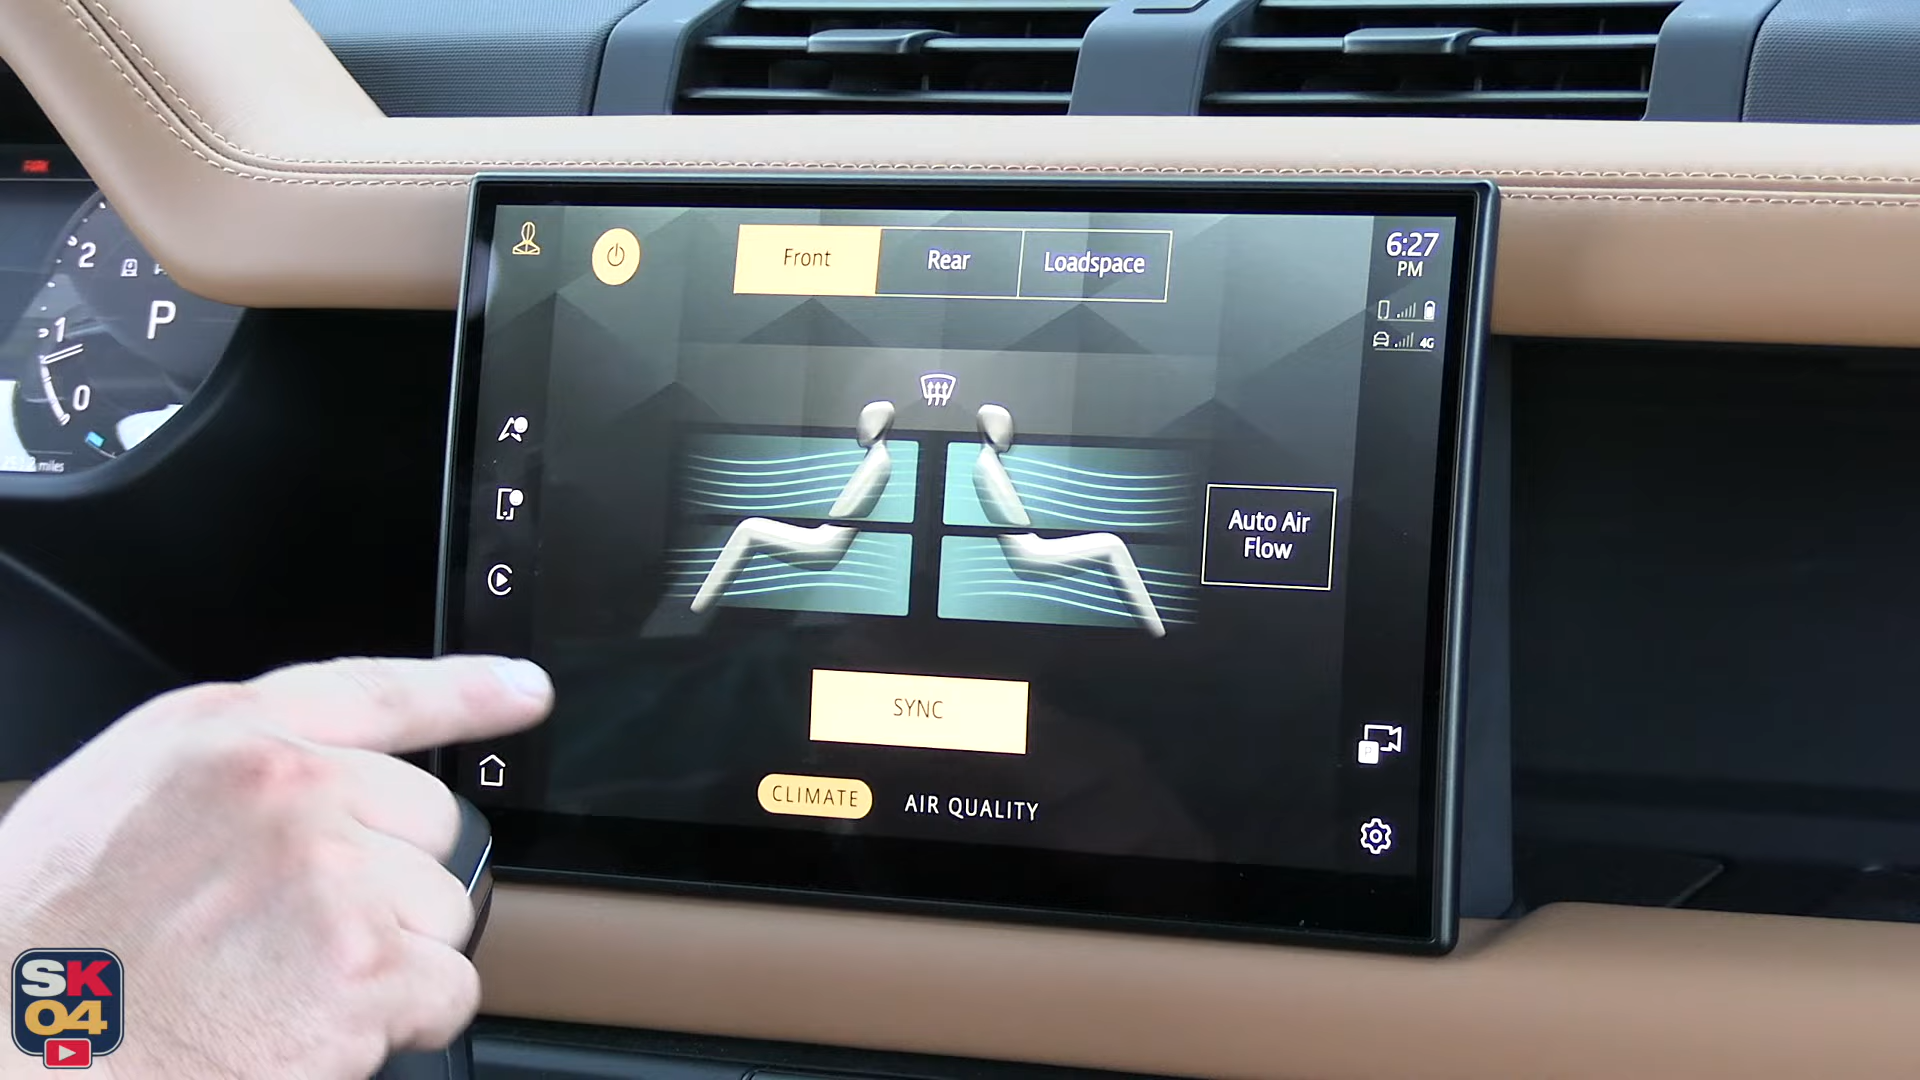 PARK
2
1
0
P
miles
Front
Rear
Loadspace
6:27
PM
4G
Auto Air
Flow
SYNC
CLIMATE
AIR QUALITY
P
SK
04